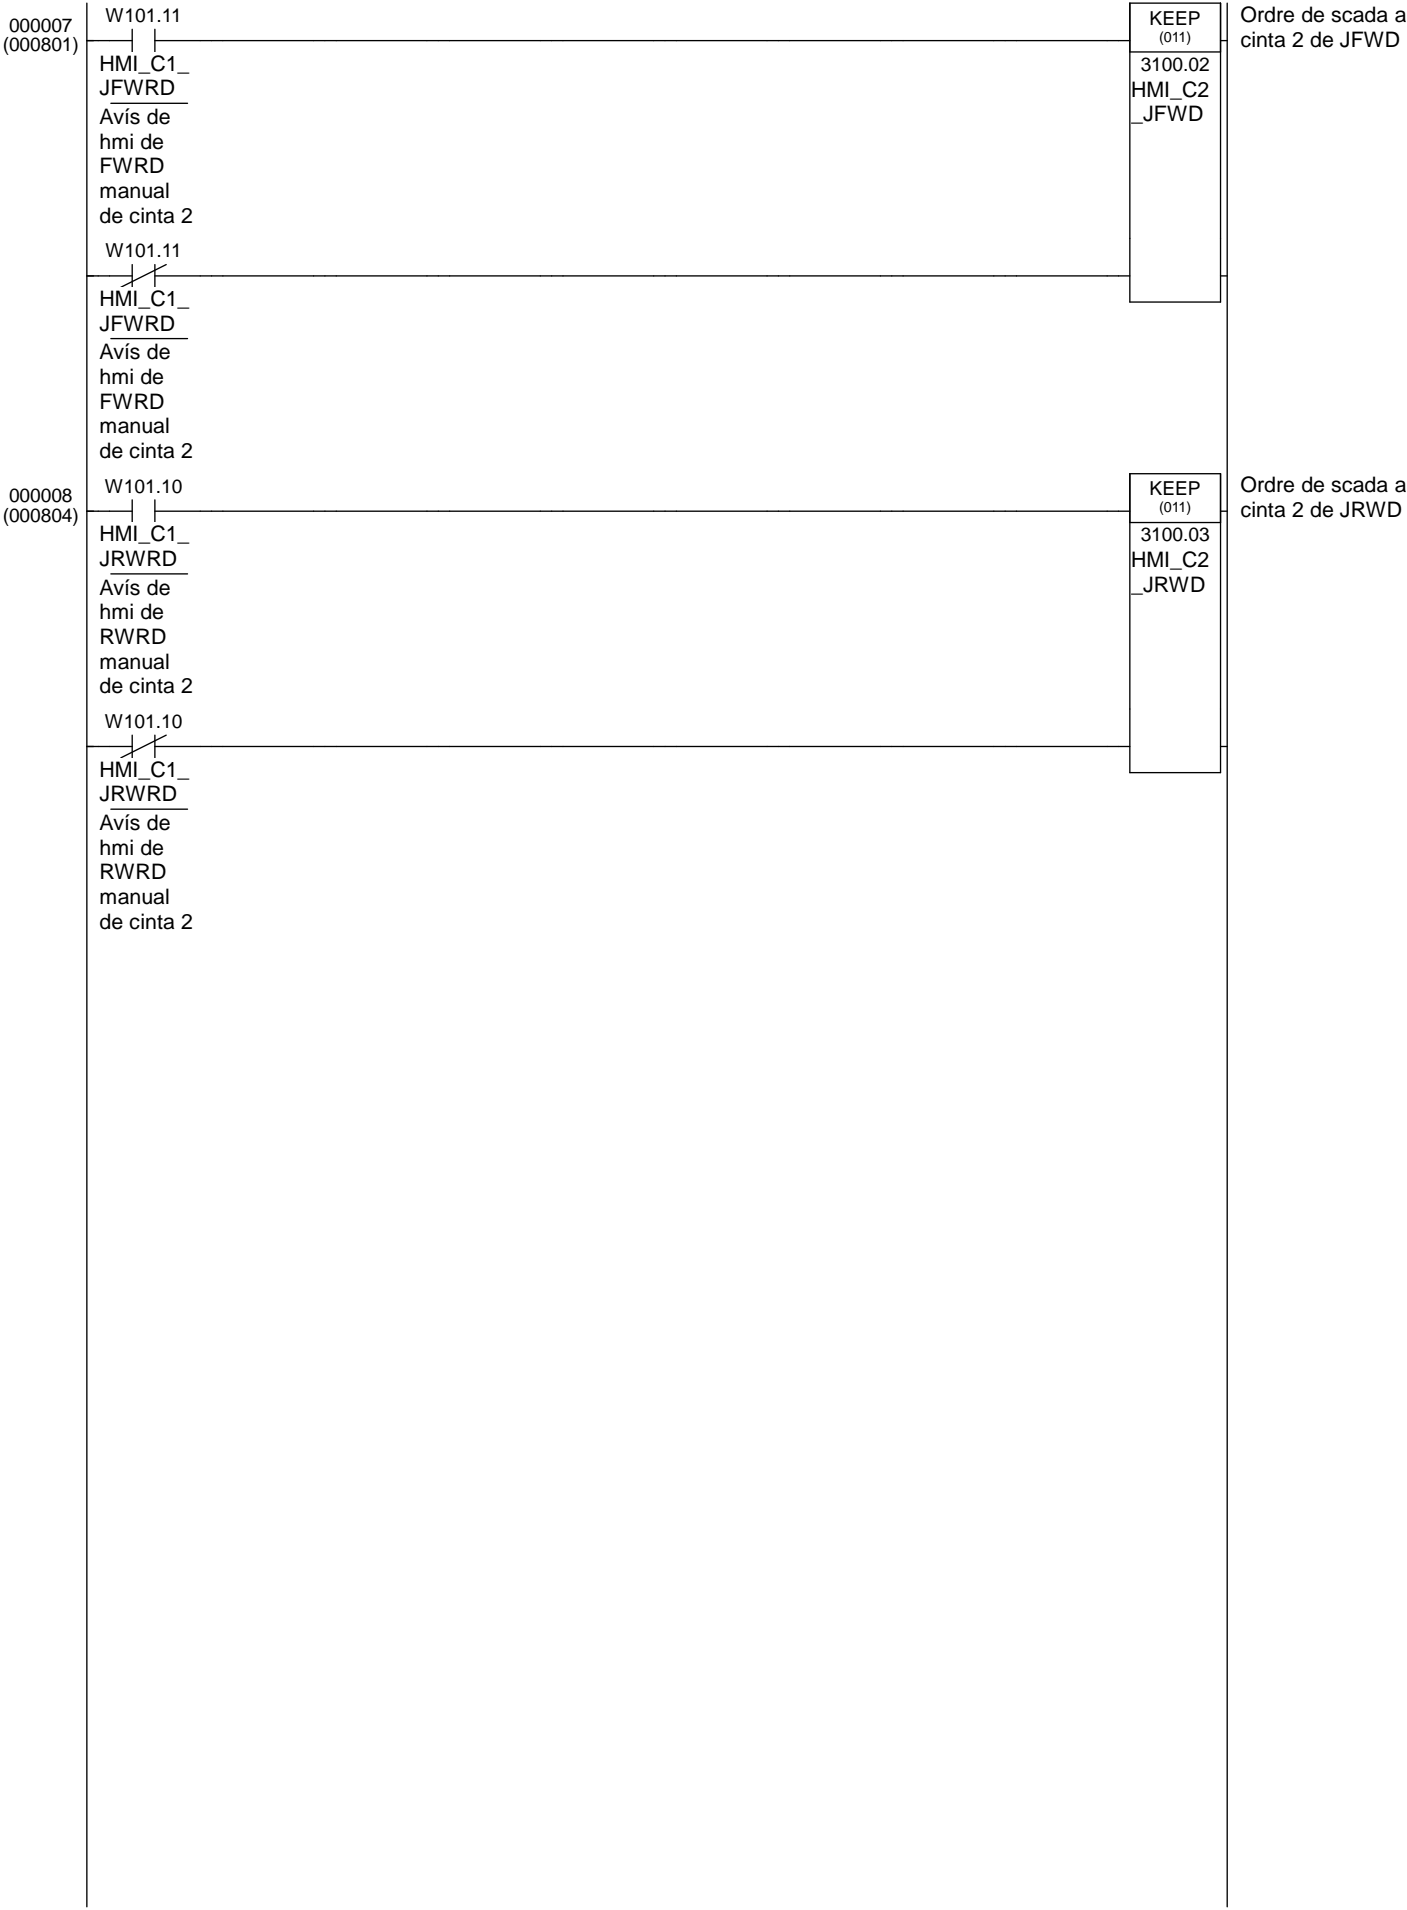 000007
(000801)
W101.11
HMI_C1_
JFWRD
Avís de
hmi de
FWRD
manual
de cinta 2
KEEP
(011)
3100.02
HMI_C2
_JFWD
Ordre de scada a
cinta 2 de JFWD
W101.11
HMI_C1_
JFWRD
Avís de
hmi de
FWRD
manual
de cinta 2
000008
(000804)
W101.10
HMI_C1_
JRWRD
Avís de
hmi de
RWRD
manual
de cinta 2
KEEP
(011)
3100.03
HMI_C2
_JRWD
Ordre de scada a
cinta 2 de JRWD
W101.10
HMI_C1_
JRWRD
Avís de
hmi de
RWRD
manual
de cinta 2